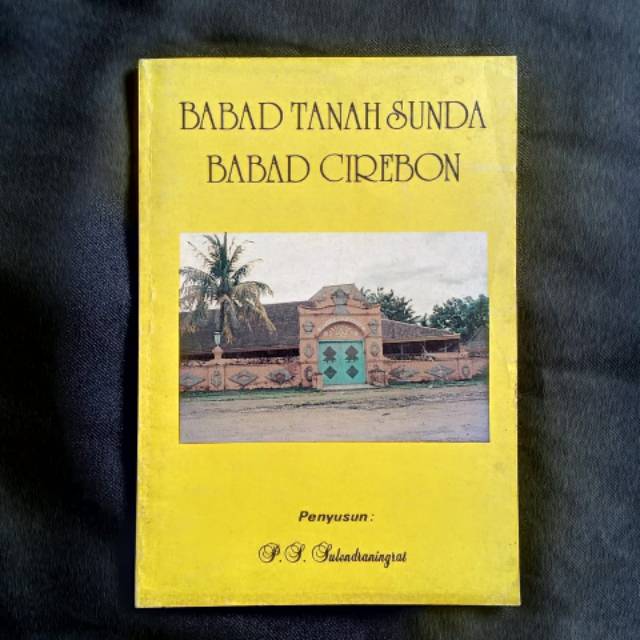 BABAD TANAH SUNDA
BABAD CIREBON
Penyusun :
P. S. Sulendraningrat